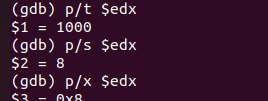 (gdb) p/t $edx
$1 = 1000
(gdb) p/s $edx
$2 = 8
(gdb) p/x $edx
$3 = 0x8